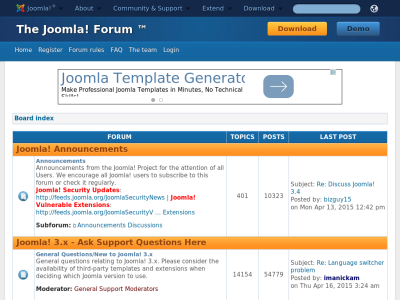 Joomla!® About Community & Support Extend Download
The Joomla! Forum ™
Download Demo
Home Register Forum rules FAQ The team Login
Joomla Template Generato
Make Professional Joomla Templates in Minutes, No Technical
Board index
FORUM TOPICS POSTS LAST POST
Joomla! Announcements
Announcements
Announcements from the Joomla! Project for the attention of all
Users. We encourage all Joomla! users to subscribe to this
forum or check it regularly.
Joomla! Security Updates:
http://feeds.joomla.org/JoomlaSecurityNews | Joomla!
Vulnerable Extensions:
http://feeds.joomla.org/JoomlaSecurityV ... Extensions
Subforum: Announcements Discussions
401
10323
Subject: Re: Discuss Joomla!
3.4
Posted by: bizguy15
on Mon Apr 13, 2015 12:42 pm
Joomla! 3.x - Ask Support Questions Here
General Questions/New to Joomla! 3.x
General questions relating to Joomla! 3.x. Please consider the
availability of third-party templates and extensions when
deciding which Joomla version to use.
Moderator: General Support Moderators
14154
54779
Subject: Re: Language switcher
problem
Posted by: imanickam
on Thu Apr 16, 2015 3:24 am